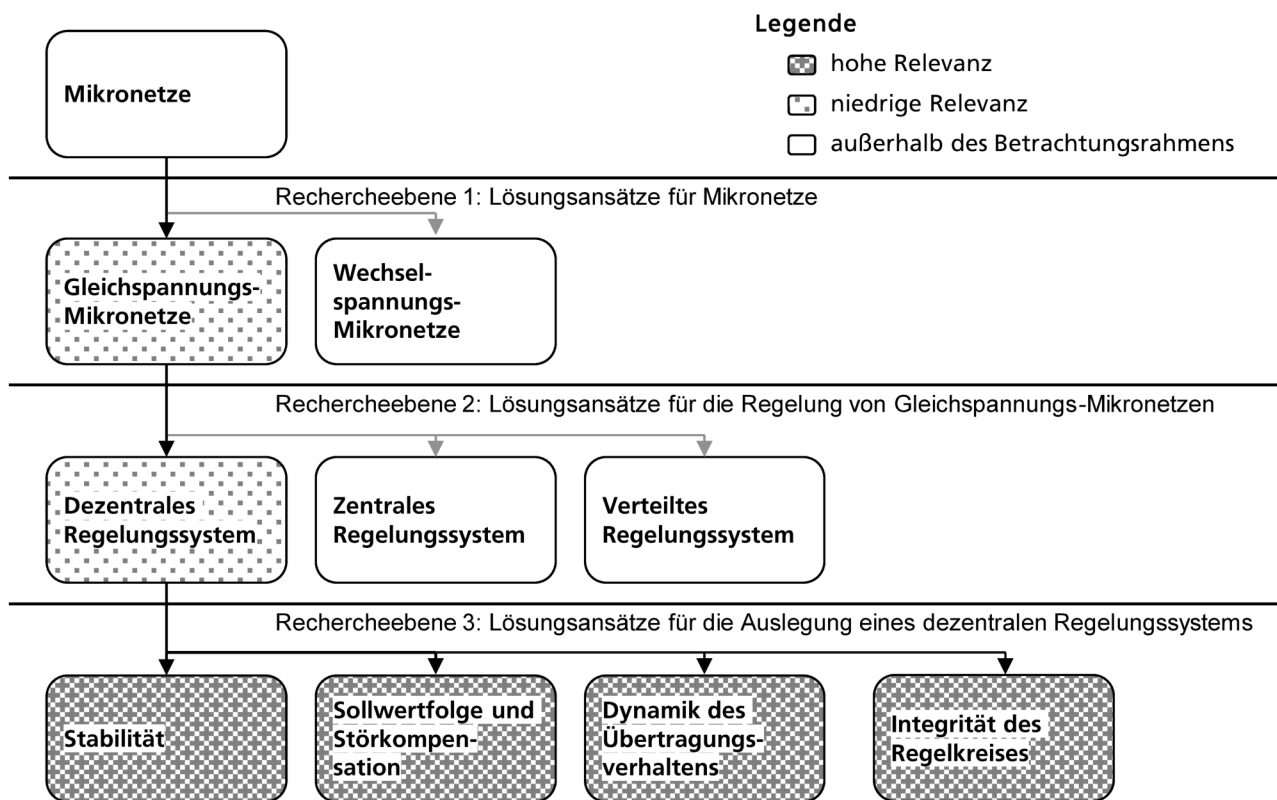 Legende
hohe Relevanz
niedrige Relevanz
außerhalb des Betrachtungsrahmens
Mikronetze
Rechercheebene 1: Lösungsansätze für Mikronetze
Gleichspannungs-
Mikronetze
Wechsel-
spannungs-
Mikronetze
Rechercheebene 2: Lösungsansätze für die Regelung von Gleichspannungs-Mikronetzen
Dezentrales
Regelungssystem
Zentrales
Regelungssystem
Verteiltes
Regelungssystem
Rechercheebene 3: Lösungsansätze für die Auslegung eines dezentralen Regelungssystems
Stabilität
Sollwertfolge und
Störkompen-
sation
Dynamik des
Übertragungs-
verhaltens
Integrität des
Regelkreises